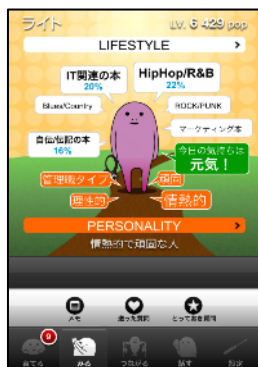 ライト LV. 6 429 pop
LIFESTYLE
IT関連の本
20%
HipHop/R&B
22%
Blues/Country
ROCK/PUNK
マーケティング本
自伝/伝記の本
16%
今日の気持ちは
元気!
管理職タイプ
頑固
理性的
情熱的
PERSONALITY
情熱的で頑固な人
メモ
送った質問
とっておき質問
9
育てる
みる
つながる
話す
設定